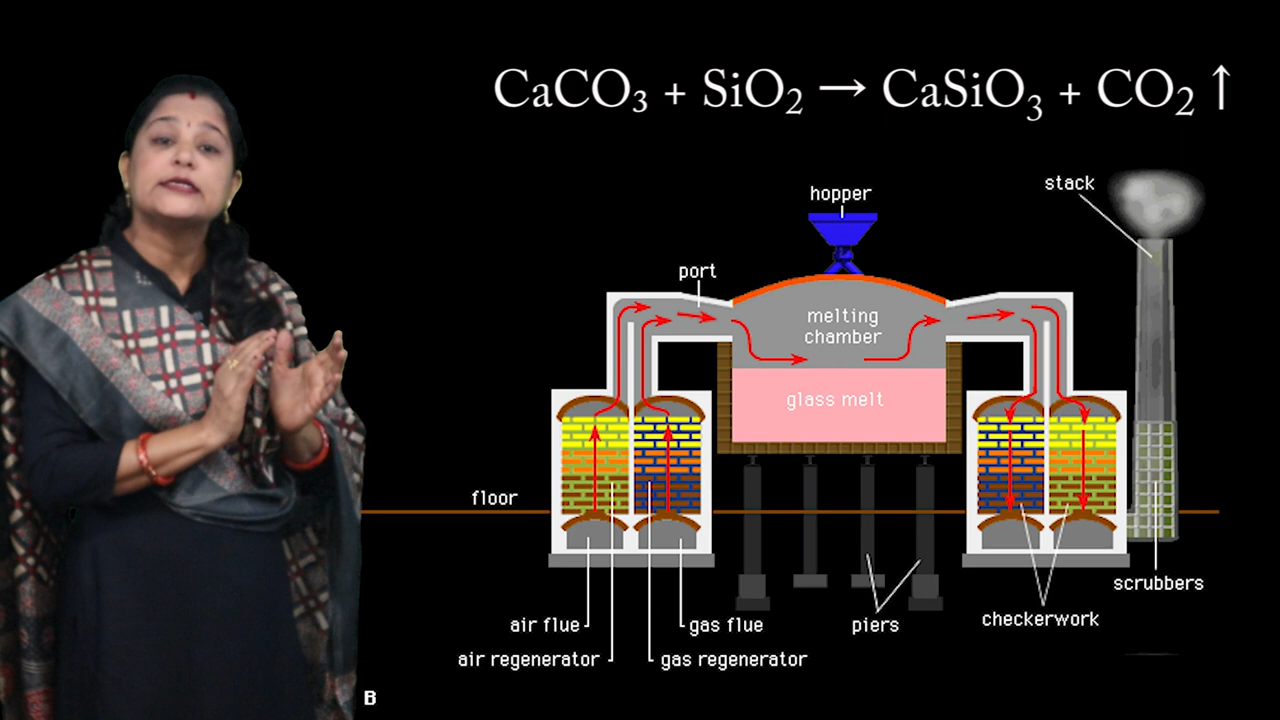 CaCO₃ + SiO₂ → CaSiO₃ + CO₂ ↑
stack
hopper
port
melting
chamber
glass melt
floor
scrubbers
checkerwork
air flue
gas flue
piers
air regenerator
gas regenerator
B